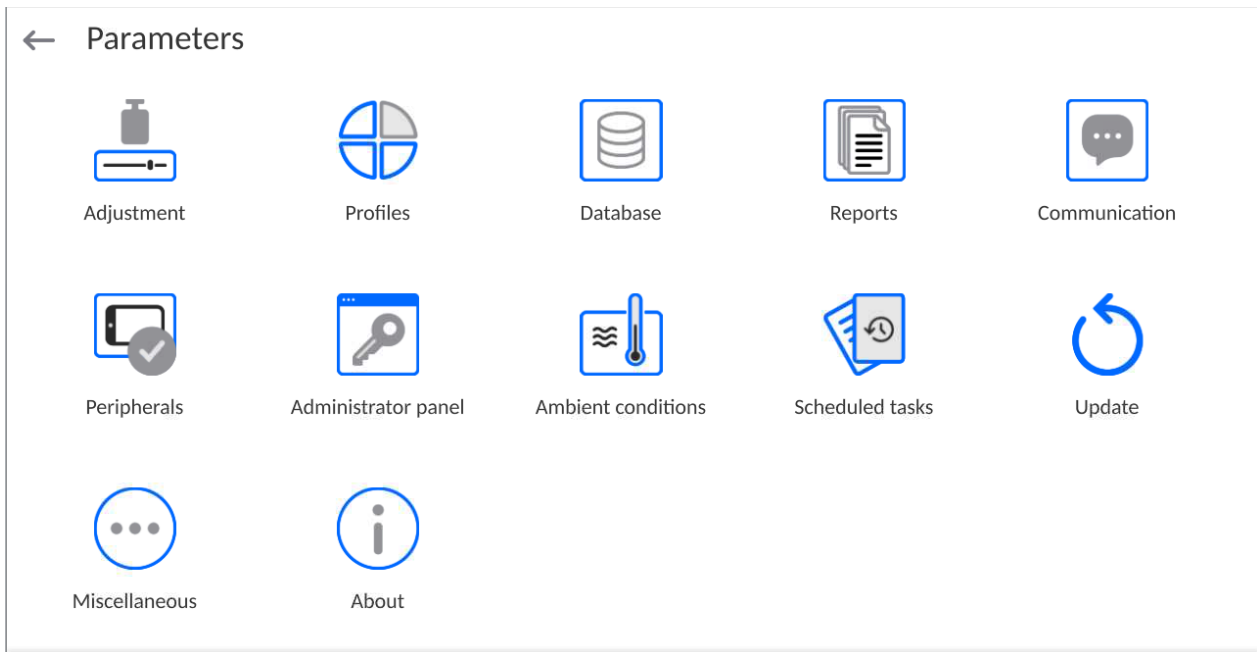 Parameters
Adjustment
Profiles
Database
Reports
Communication
Peripherals
Administrator panel
Ambient conditions
Scheduled tasks
Update
Miscellaneous
About